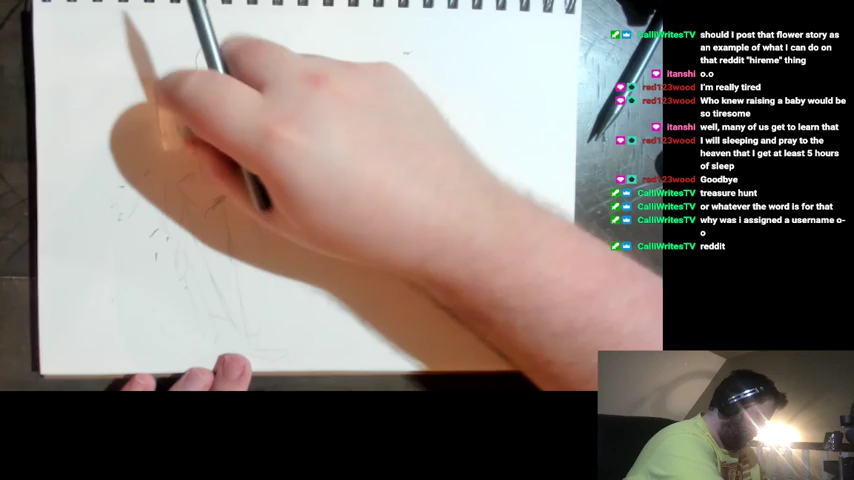 CalliWritesTV should I post that flower story as
an example of what I can do on
that reddit "hireme" thing
itanshi o.o
red123wood I'm really tired
red123wood Who knew raising a baby would be
so tiresome
itanshi well, many of us get to learn that
red123wood I will sleeping and pray to the
heaven that I get at least 5 hours
of sleep
red123wood Goodbye
CalliWritesTV treasure hunt
CalliWritesTV or whatever the word is for that
CalliWritesTV why was i assigned a username o-
o
CalliWritesTV reddit